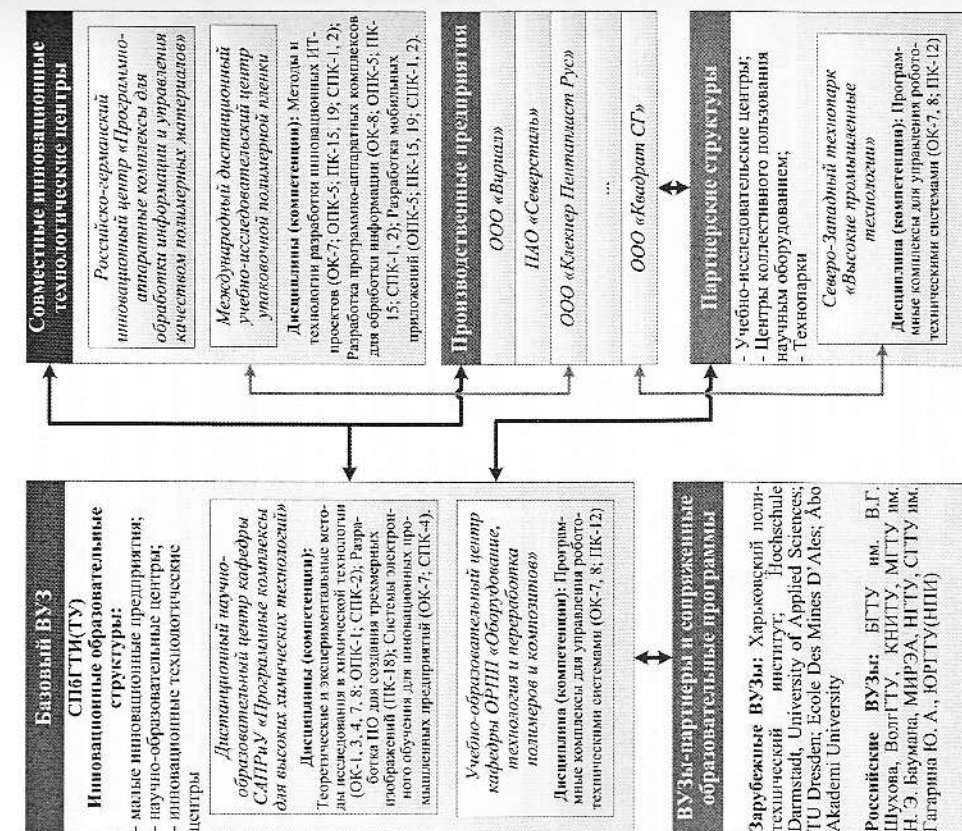 Базовый ВУЗ
СПбГТИ(ТУ)
Инновационные образовательные
структуры:
- малые инновационные предприятия;
- научно-образовательные центры;
- инновационные технологические
центры
Дистанционный научно-
образовательный центр кафедры
САПРиУ «Программные комплексы
для высоких химических технологий»
Дисциплины (компетенции):
Теоретические и экспериментальные мето-
ды исследования в химической технологии
(ОК-1, 3, 4, 7, 8; ОПК-1; СПК-2); Разра-
ботка ПО для создания трехмерных
изображений (ПК-18); Системы электрон-
ного обучения для инновационных про-
мышленных предприятий (ОК-7; СПК-4).
Учебно-образовательный центр
кафедры ОРПП «Оборудование,
технология и переработка
полимеров и композитов»
Дисциплина (компетенции): Програм-
мные комплексы для управления робото-
техническими системами (ОК-7, 8; ПК-12)
ВУЗы-партнеры и сопряженные
образовательные программы
Зарубежные ВУЗы: Харьковский поли-
технический институт; Hochschule
Darmstadt, University of Applied Sciences;
TU Dresden; Ecole Des Mines D'Ales; Åbo
Akademi University
Российские ВУЗы: БГТУ им. В.Г.
Шухова, ВолгГТУ, КНИТУ, МГТУ им.
Н.Э. Баумана, МИРЭА, НГТУ, СГТУ им.
Гагарина Ю. А., ЮРГТУ(НПИ)
Совместные инновационные
технологические центры
Российско-германский
инновационный центр «Программно-
аппаратные комплексы для
обработки информации и управления
качеством полимерных материалов»
Международный дистанционный
учебно-исследовательский центр
упаковочной полимерной пленки
Дисциплины (компетенции): Методы и
технологии разработки инновационных ИТ-
проектов (ОК-7; ОПК-5; ПК-15, 19; СПК-1, 2);
Разработка программно-аппаратных комплексов
для обработки информации (ОК-8; ОПК-5; ПК-
15; СПК-1, 2); Разработка мобильных
приложений (ОПК-5; ПК-15, 19; СПК-1, 2).
Производственные предприятия
ООО «Вириал»
ПАО «Северсталь»
ООО «Клекнер Пентапласт Рус»
...
ООО «Квадрат СГ»
Партнерские структуры
- Учебно-исследовательские центры;
- Центры коллективного пользования
научным оборудованием;
- Технопарки
Северо-Западный технопарк
«Высокие промышленные
технологии»
Дисциплина (компетенции): Програм-
мные комплексы для управления робото-
техническими системами (ОК-7, 8; ПК-12)